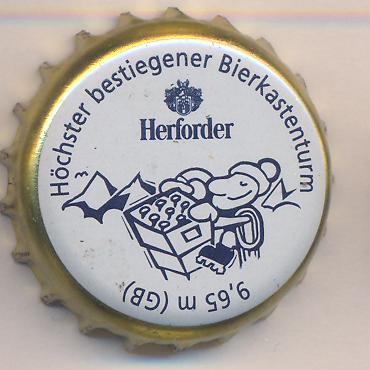 Höchster bestiegener Bierkastenturm
Herforder
9,65 m (GB)